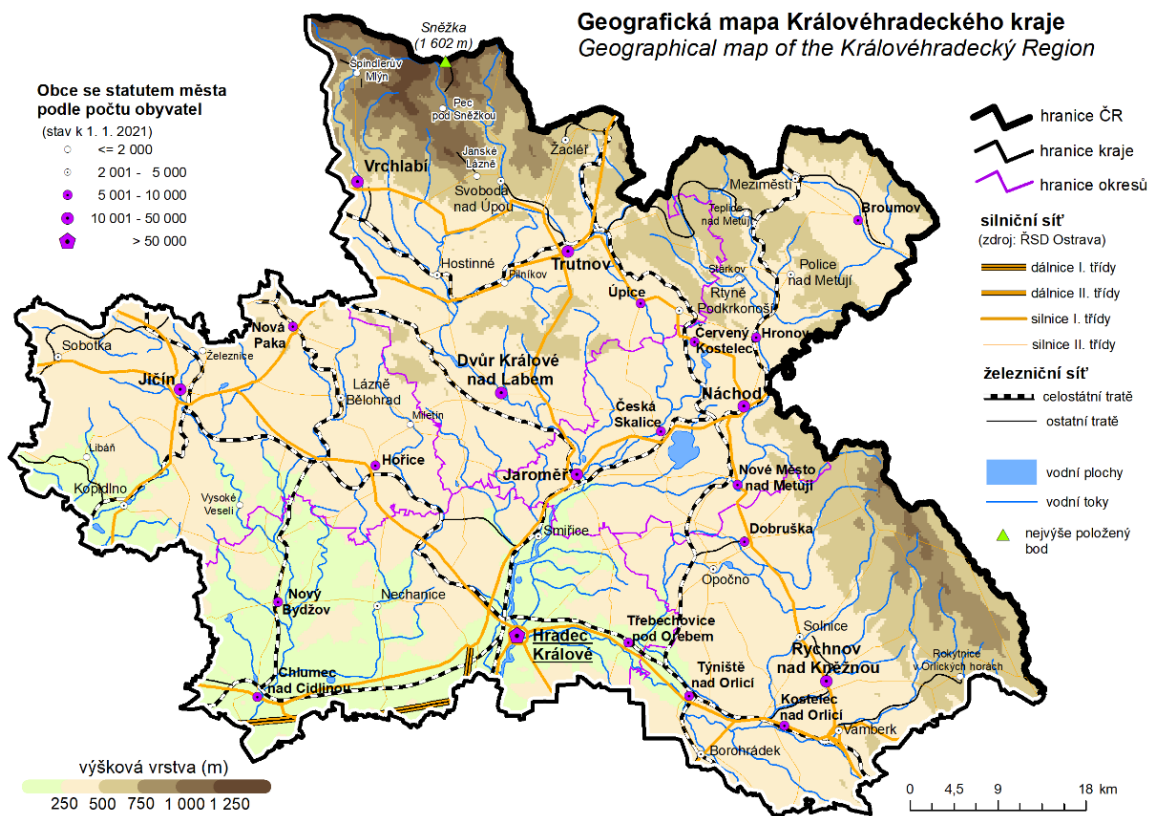 Geografická mapa Královéhradeckého kraje
Geographical map of the Královéhradecký Region
Obce se statutem města
podle počtu obyvatel
(stav k 1. 1. 2021)
<= 2 000
2 001 - 5 000
5 001 - 10 000
10 001 - 50 000
> 50 000
hranice ČR
hranice kraje
hranice okresů
silniční síť
(zdroj: ŘSD Ostrava)
dálnice I. třídy
dálnice II. třídy
silnice I. třídy
silnice II. třídy
železniční síť
celostátní tratě
ostatní tratě
vodní plochy
vodní toky
nejvýše položený
bod
Sněžka
(1 602 m)
Špindlerův
Mlýn
Pec
pod Sněžkou
Janské
Lázně
Žacléř
Vrchlabí
Svoboda
nad Úpou
Meziměstí
Teplice
nad Metují
Broumov
Trutnov
Hostinné
Pilníkov
Stárkov
Police
nad Metují
Úpice
Rtyně
v Podkrkonoší
Nová
Paka
Červený
Kostelec
Hronov
Sobotka
Železnice
Jičín
Dvůr Králové
nad Labem
Lázně
Bělohrad
Miletín
Česká
Skalice
Náchod
Libáň
Kopidlno
Hořice
Jaroměř
Nové Město
nad Metují
Vysoké
Veselí
Smiřice
Dobruška
Opočno
Nový
Bydžov
Nechanice
Třebechovice
pod Orebem
Solnice
Hradec
Králové
Rychnov
nad Kněžnou
Rokytnice
v Orlických horách
Chlumec
nad Cidlinou
Týniště
nad Orlicí
Kostelec
nad Orlicí
Vamberk
Borohrádek
výšková vrstva (m)
250 500 750 1 000 1 250
0 4,5 9 18 km